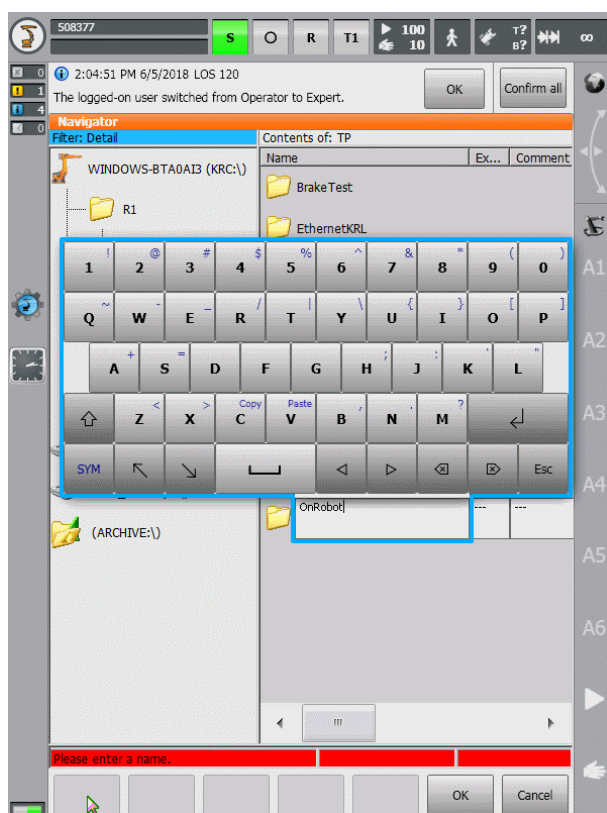 508377
S O R T1 100 10 T? B? ∞
0
1
4
0
2:04:51 PM 6/5/2018 LOS 120
The logged-on user switched from Operator to Expert.
OK Confirm all
Navigator
Filter: Detail Contents of: TP
Name Ex... Comment
WINDOWS-BTA0AI3 (KRC:\)
BrakeTest
R1
EthernetKRL
1 ! 2 @ 3 # 4 $ 5 % 6 ^ 7 & 8 * 9 ( 0 )
Q ~ W - E _ R / T | Y \ U { I } O [ P ]
A + S = D F G H ; J : K ' L "
Z < X > C Copy V Paste B , N . M ?
SYM Esc
OnRobot --- ---
(ARCHIVE:\)
A1
A2
A3
A4
A5
A6
Please enter a name.
OK Cancel